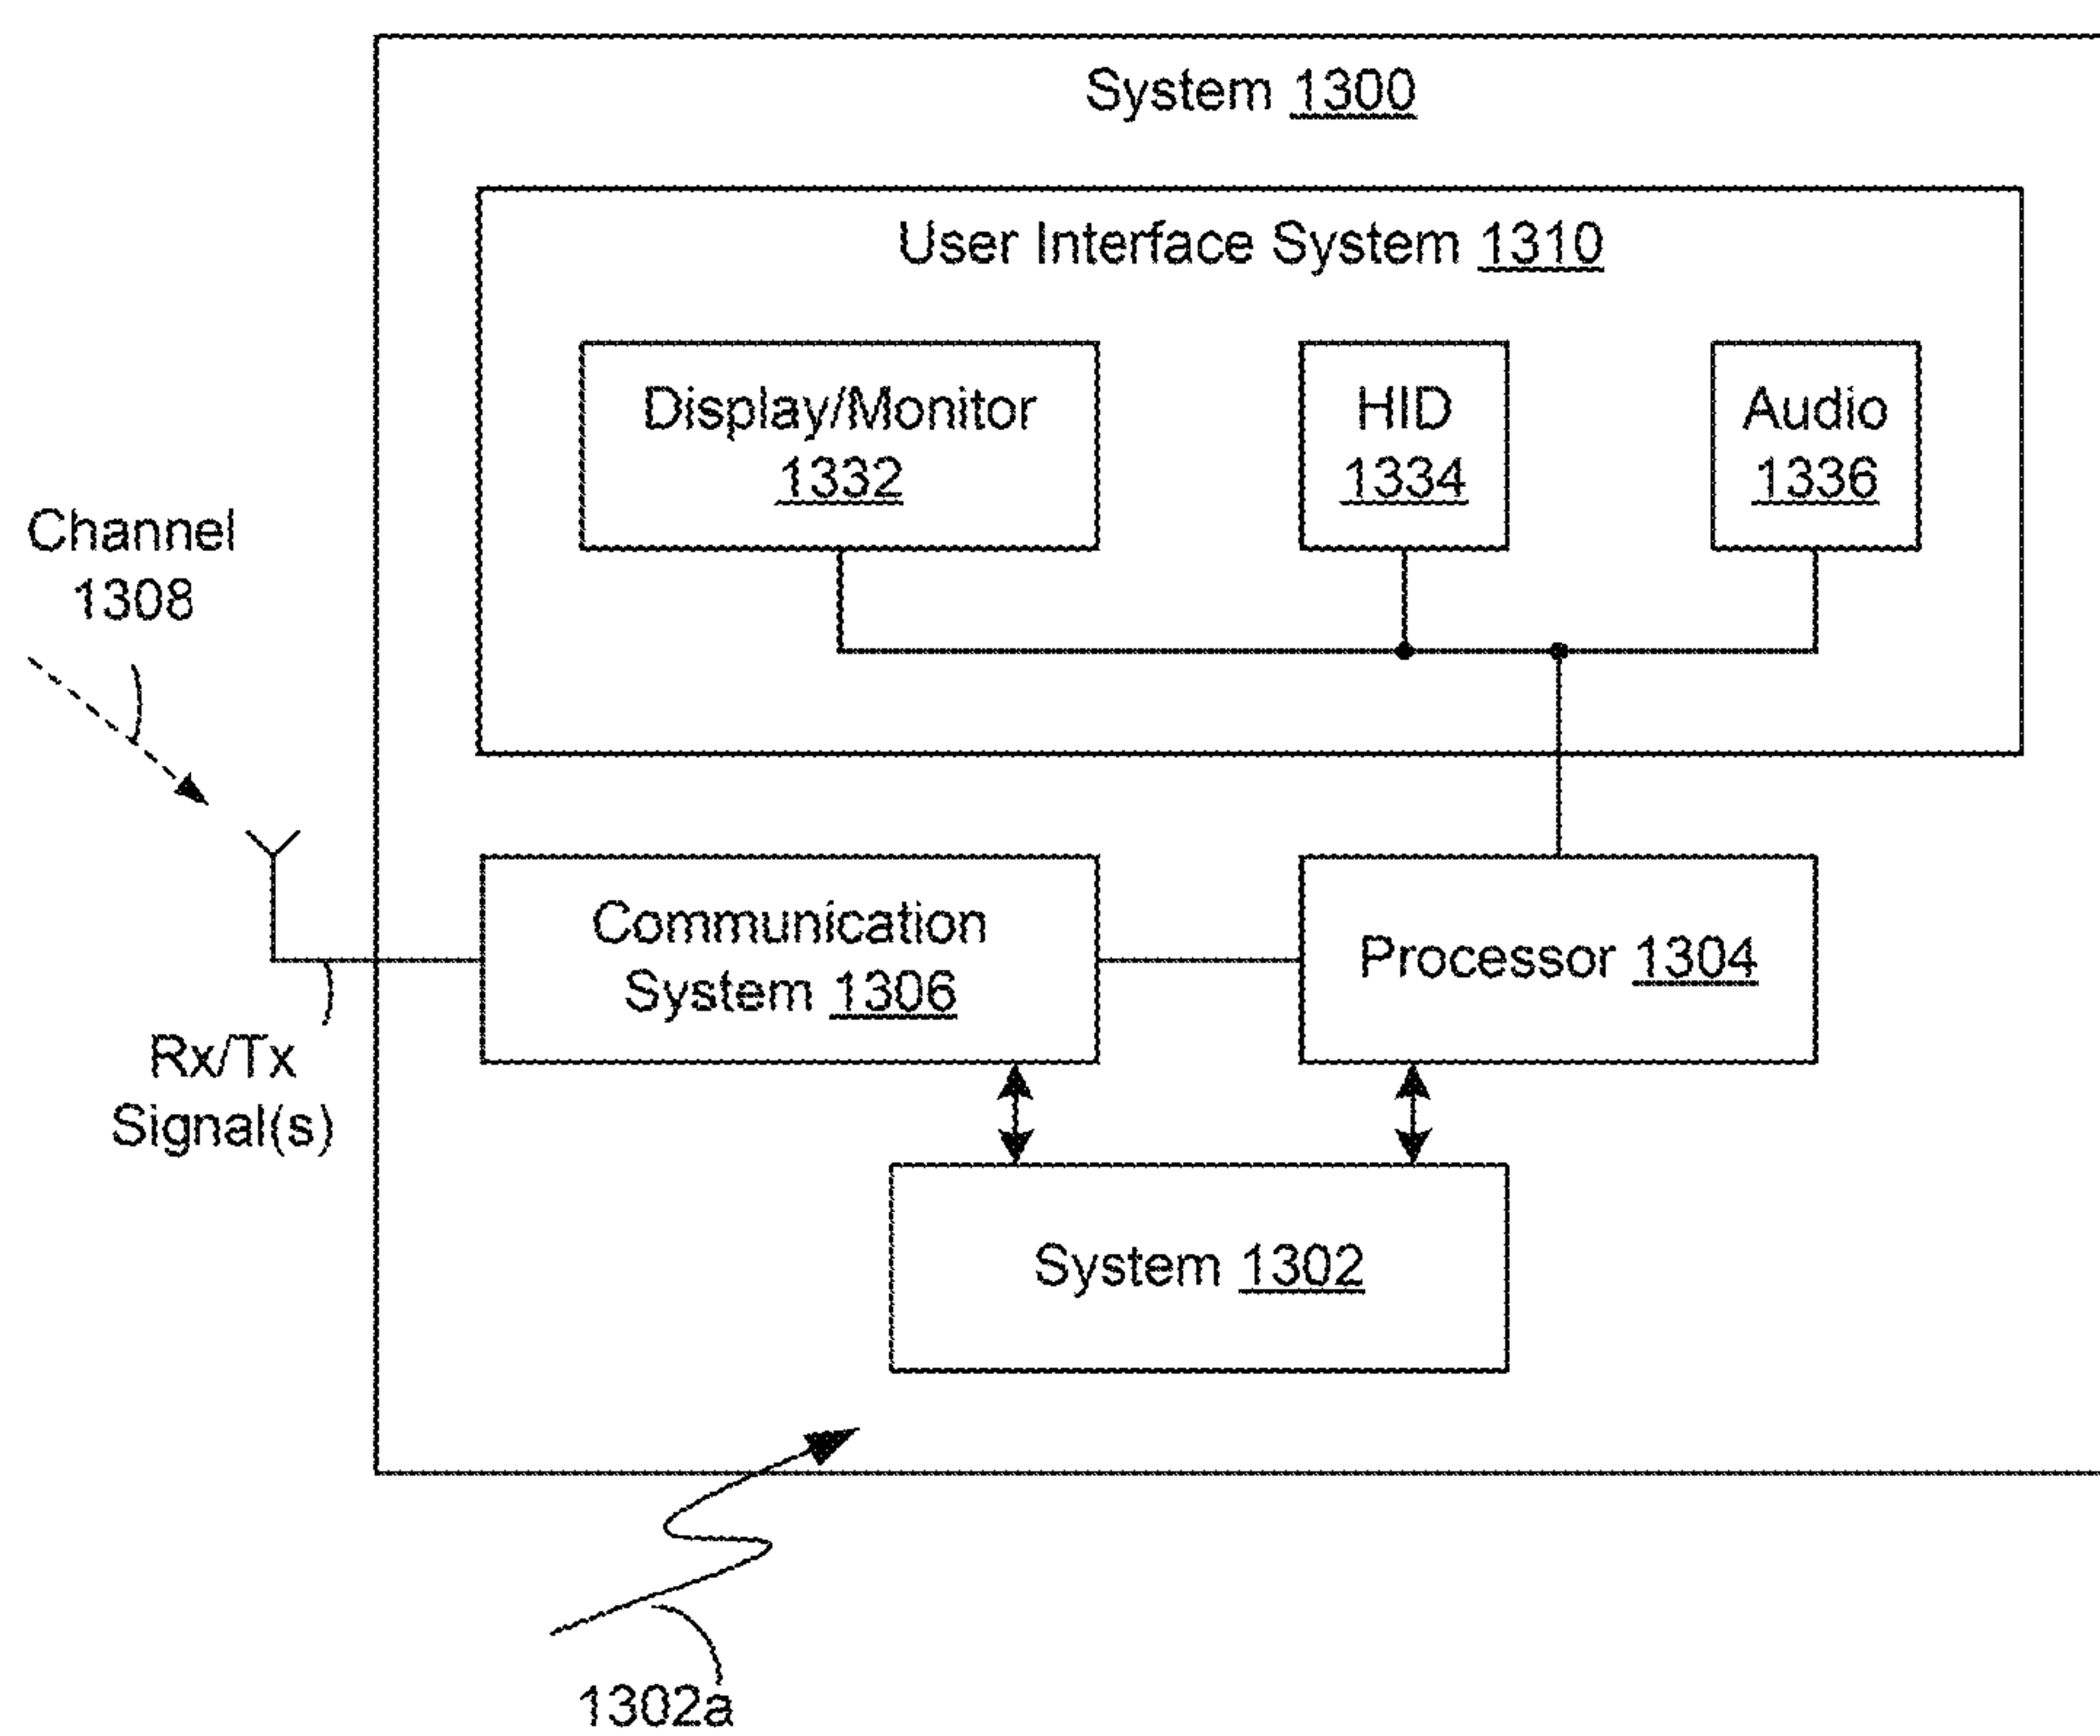 System 1300
User Interface System 1310
Display/Monitor
1332
HID
1334
Audio
1336
Channel
1308
Communication
System 1306
Processor 1304
Rx/Tx
Signal(s)
System 1302
1302a